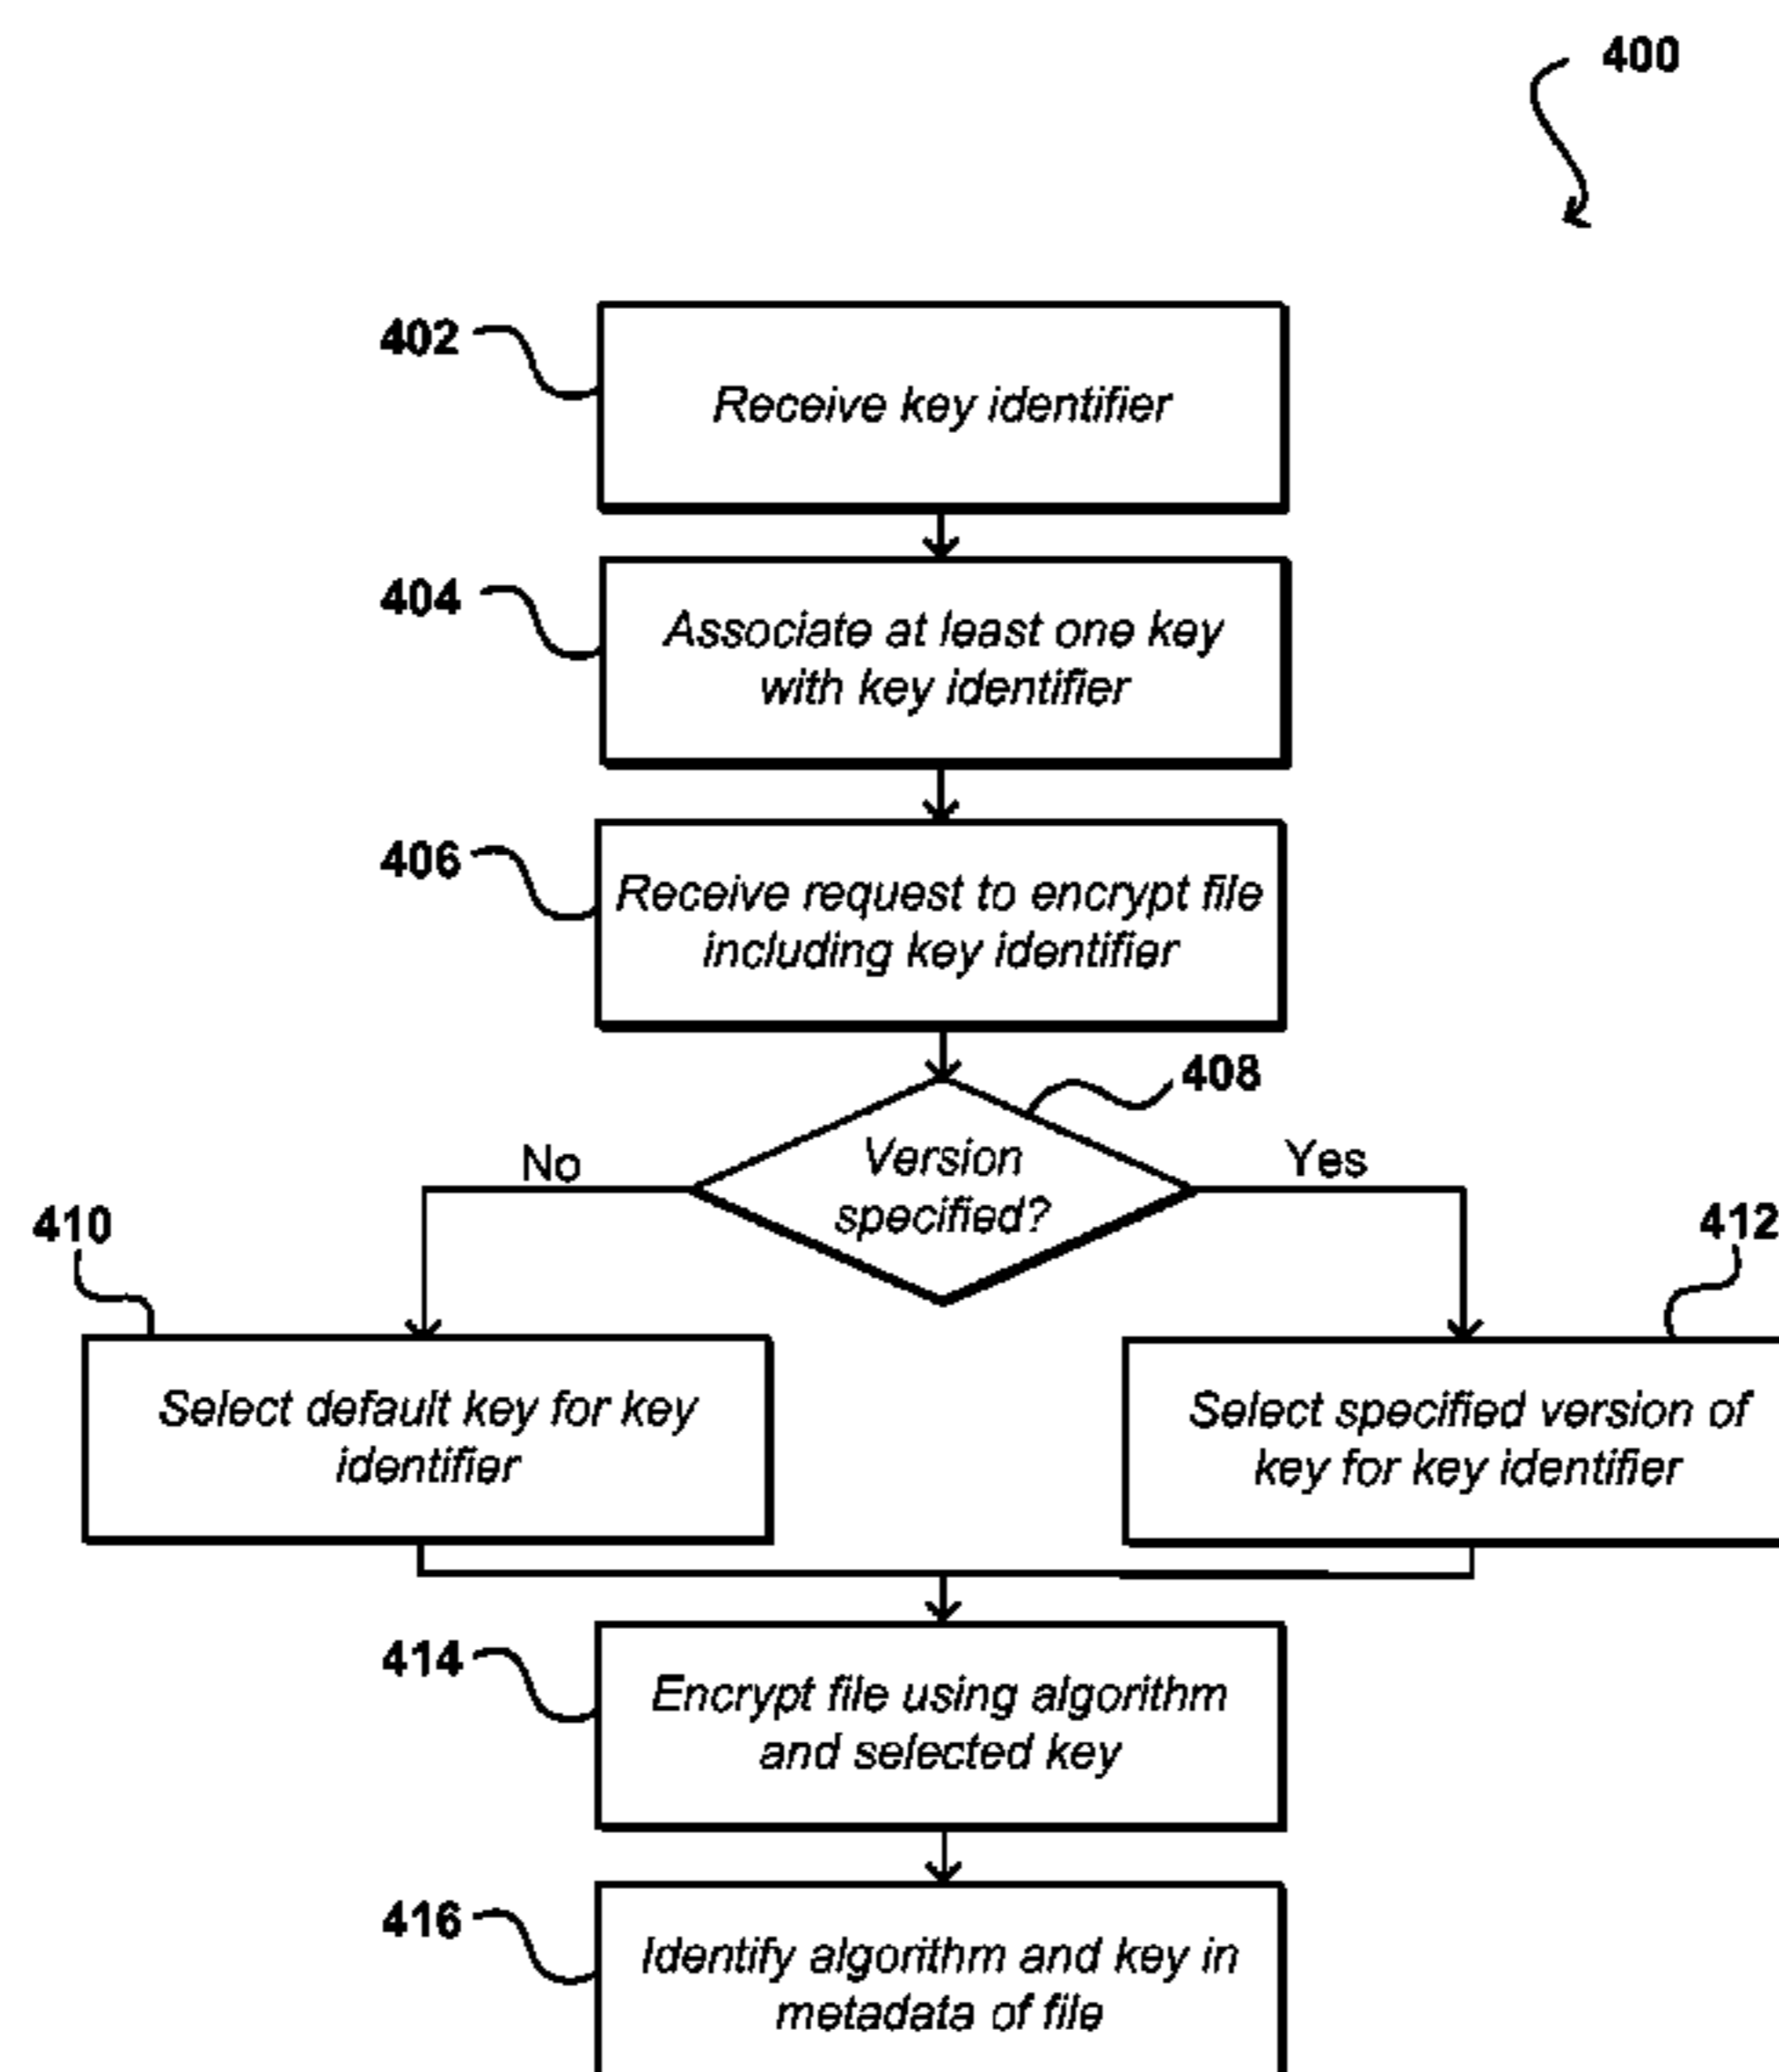 400
402
Receive key identifier
404
Associate at least one key
with key identifier
406
Receive request to encrypt file
including key identifier
408
Version
specified?
No
Yes
410
412
Select default key for key
identifier
Select specified version of
key for key identifier
414
Encrypt file using algorithm
and selected key
416
Identify algorithm and key in
metadata of file